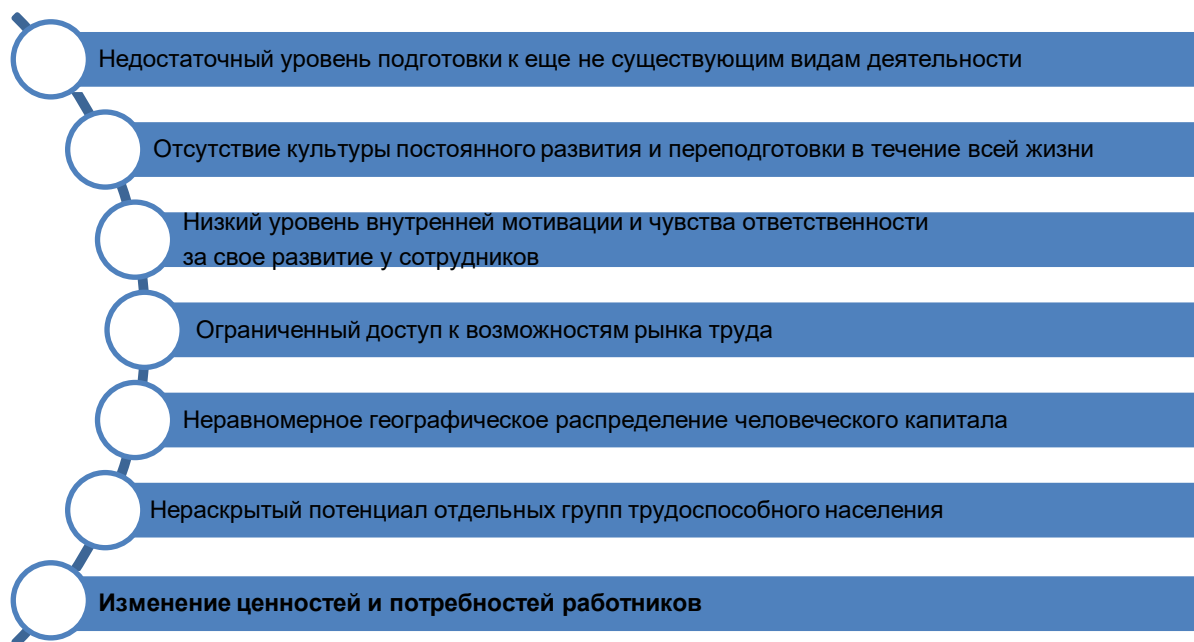 Недостаточный уровень подготовки к еще не существующим видам деятельности
Отсутствие культуры постоянного развития и переподготовки в течение всей жизни
Низкий уровень внутренней мотивации и чувства ответственности
за свое развитие у сотрудников
Ограниченный доступ к возможностям рынка труда
Неравномерное географическое распределение человеческого капитала
Нераскрытый потенциал отдельных групп трудоспособного населения
Изменение ценностей и потребностей работников